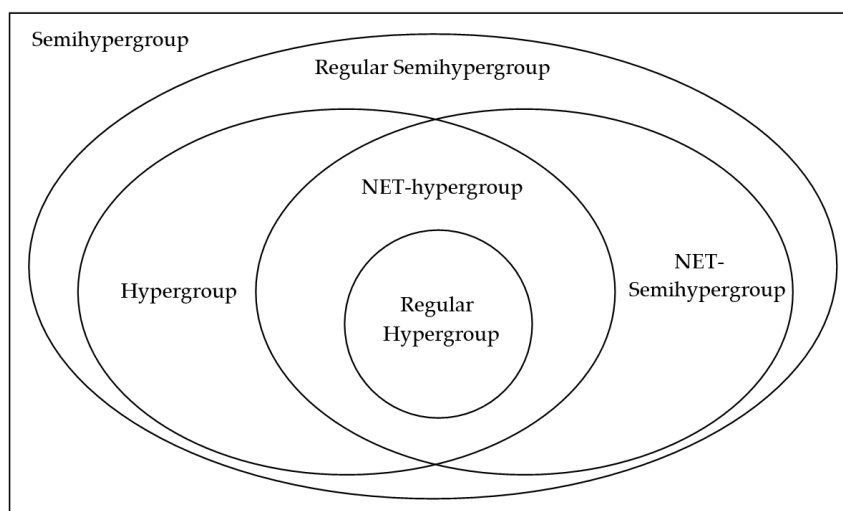 Semihypergroup
Regular Semihypergroup
NET-hypergroup
Hypergroup
NET-
Semihypergroup
Regular
Hypergroup